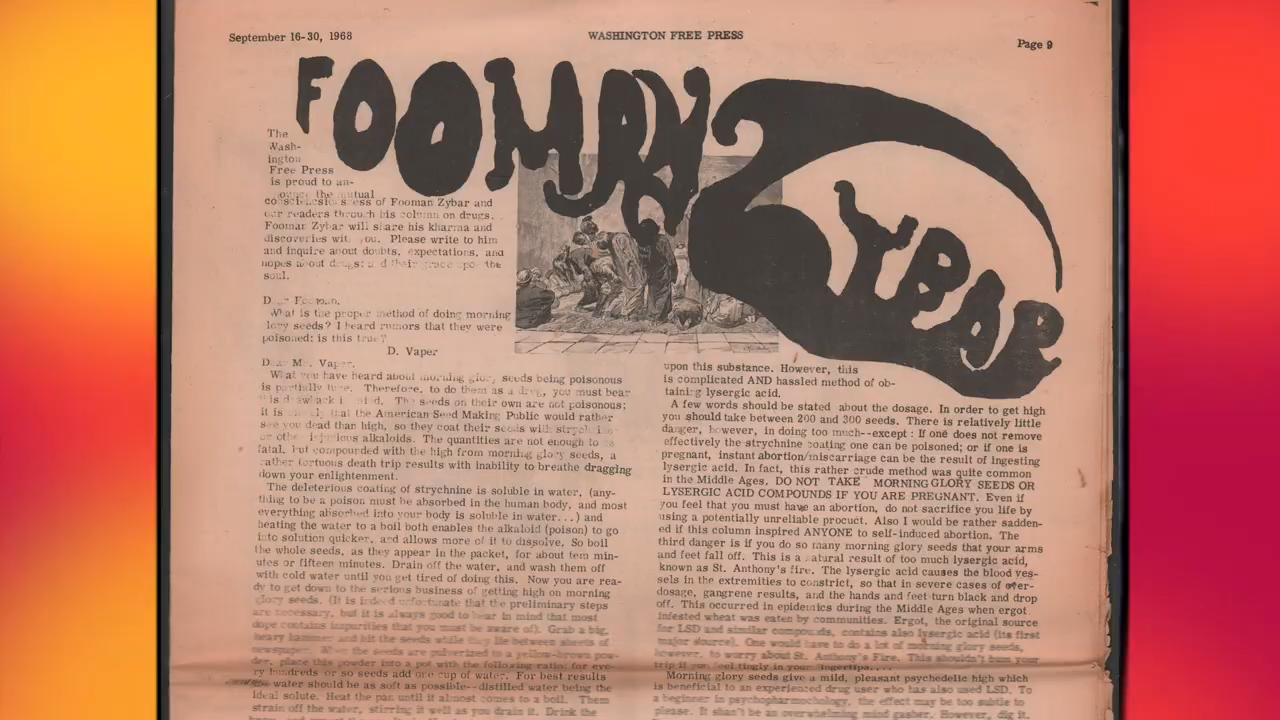 September 16-30, 1968
WASHINGTON FREE PRESS
Page 9
FOOMAN ZYBAR
The
Wash-
ington
Free Press
is proud to an-
the mutual
of Fooman Zybar and
our readers through his column on drugs.
Fooman Zybar will share his kharma and
discoveries with you. Please write to him
and inquire about doubts, expectations, and
hopes about drugs and their grace upon the
soul.
Dear Fooman,
What is the proper method of doing morning
glory seeds? I heard rumors that they were
poisoned: is this true?
D. Vaper
Dear Mr. Vaper,
What you have heard about morning glory seeds being poisonous
is partially true. Therefore, to do them as a drug, you must bear
this drawback in mind. The seeds on their own are not poisonous;
it is that the American Seed Making Public would rather
see you dead than high, so they coat their seeds with
or other injurious alkaloids. The quantities are not enough to be
fatal, but compounded with the high from morning glory seeds, a
rather tortuous death trip results with inability to breathe dragging
down your enlightenment.
The deleterious coating of strychnine is soluble in water, (any-
thing to be a poison must be absorbed in the human body, and most
everything absorbed into your body is soluble in water...) and
heating the water to a boil both enables the alkaloid (poison) to go
into solution quicker, and allows more of it to dissolve. So boil
the whole seeds, as they appear in the packet, for about tem min-
utes or fifteen minutes. Drain off the water, and wash them off
with cold water until you get tired of doing this. Now you are rea-
dy to get down to the serious business of getting high on morning
glory seeds. (It is indeed unfortunate that the preliminary steps
are necessary, but it is always good to bear in mind that most
dope contains impurities that you must be aware of). Grab a big,
heavy hammer and hit the seeds while they lie between sheets of
newspaper. When the seeds are pulverized to a yellow-brown pow-
der, place this powder into a pot with the following ratio: for eve-
ry hundreds or so seeds add one cup of water. For best results
water should be as soft as possible--distilled water being the
ideal solute. Heat the pan until it almost comes to a boil. Then
strain off the water, stirring it well as you drain it. Drink the
upon this substance. However, this
is complicated AND hassled method of ob-
taining lysergic acid.
A few words should be stated about the dosage. In order to get high
you should take between 200 and 300 seeds. There is relatively little
danger, however, in doing too much--except: If one does not remove
effectively the strychnine coating one can be poisoned; or if one is
pregnant, instant abortion/miscarriage can be the result of ingesting
lysergic acid. In fact, this rather crude method was quite common
in the Middle Ages. DO NOT TAKE MORNING GLORY SEEDS OR
LYSERGIC ACID COMPOUNDS IF YOU ARE PREGNANT. Even if
you feel that you must have an abortion, do not sacrifice you life by
using a potentially unreliable procuct. Also I would be rather sadden-
ed if this column inspired ANYONE to self-induced abortion. The
third danger is if you do so many morning glory seeds that your arms
and feet fall off. This is a natural result of too much lysergic acid,
known as St. Anthony's fire. The lysergic acid causes the blood ves-
sels in the extremities to constrict, so that in severe cases of over-
dosage, gangrene results, and the hands and feet turn black and drop
off. This occurred in epidemics during the Middle Ages when ergot
infested wheat was eaten by communities. Ergot, the original source
for LSD and similar compounds, contains also lysergic acid (its first
major source). One would have to do a lot of morning glory seeds,
however, to worry about St. Anthony's Fire. This shouldn't bum your
trip if you feel tingly in your fingertips....
Morning glory seeds give a mild, pleasant psychedelic high which
is beneficial to an experienced drug user who has also used LSD. To
a beginner in psychopharmochology, the effect may be too subtle to
please. It shan't be an overwhelming mind gasher. However, dig it.